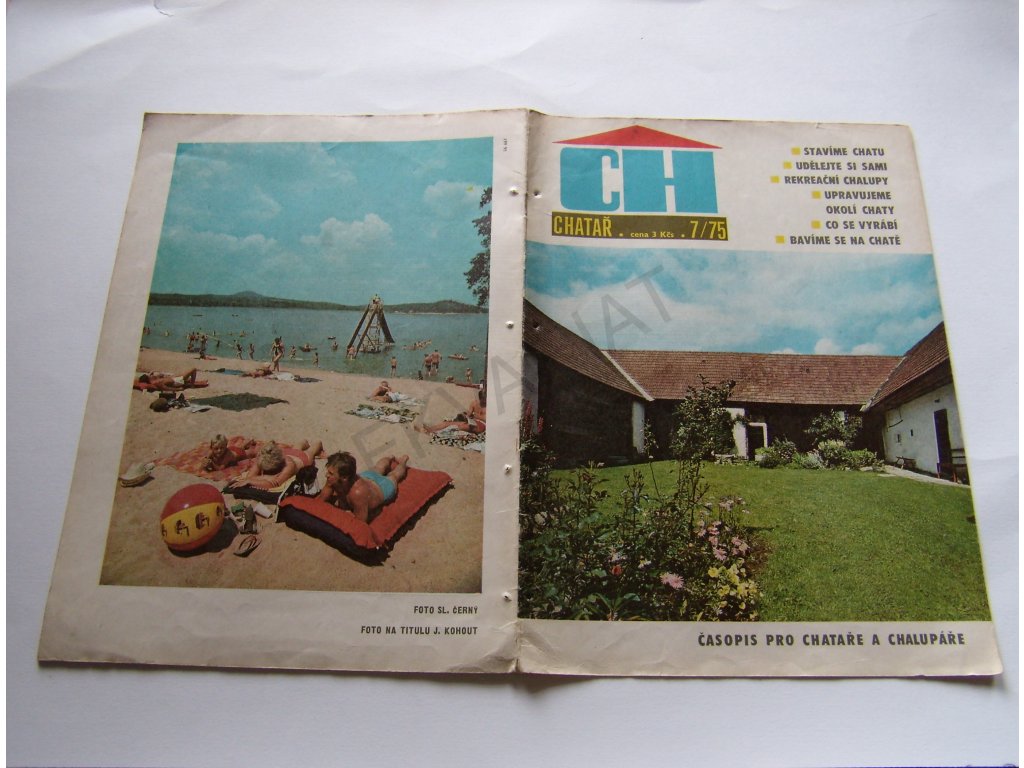 CH
CHATAŘ . cena 3 Kčs . 7/75
STAVÍME CHATU
UDĚLEJTE SI SAMI
REKREAČNÍ CHALUPY
UPRAVUJEME
OKOLÍ CHATY
CO SE VYRÁBÍ
BAVÍME SE NA CHATĚ
FOTO SL. ČERNÝ
FOTO NA TITULU J. KOHOUT
ČASOPIS PRO CHATAŘE A CHALUPÁŘE